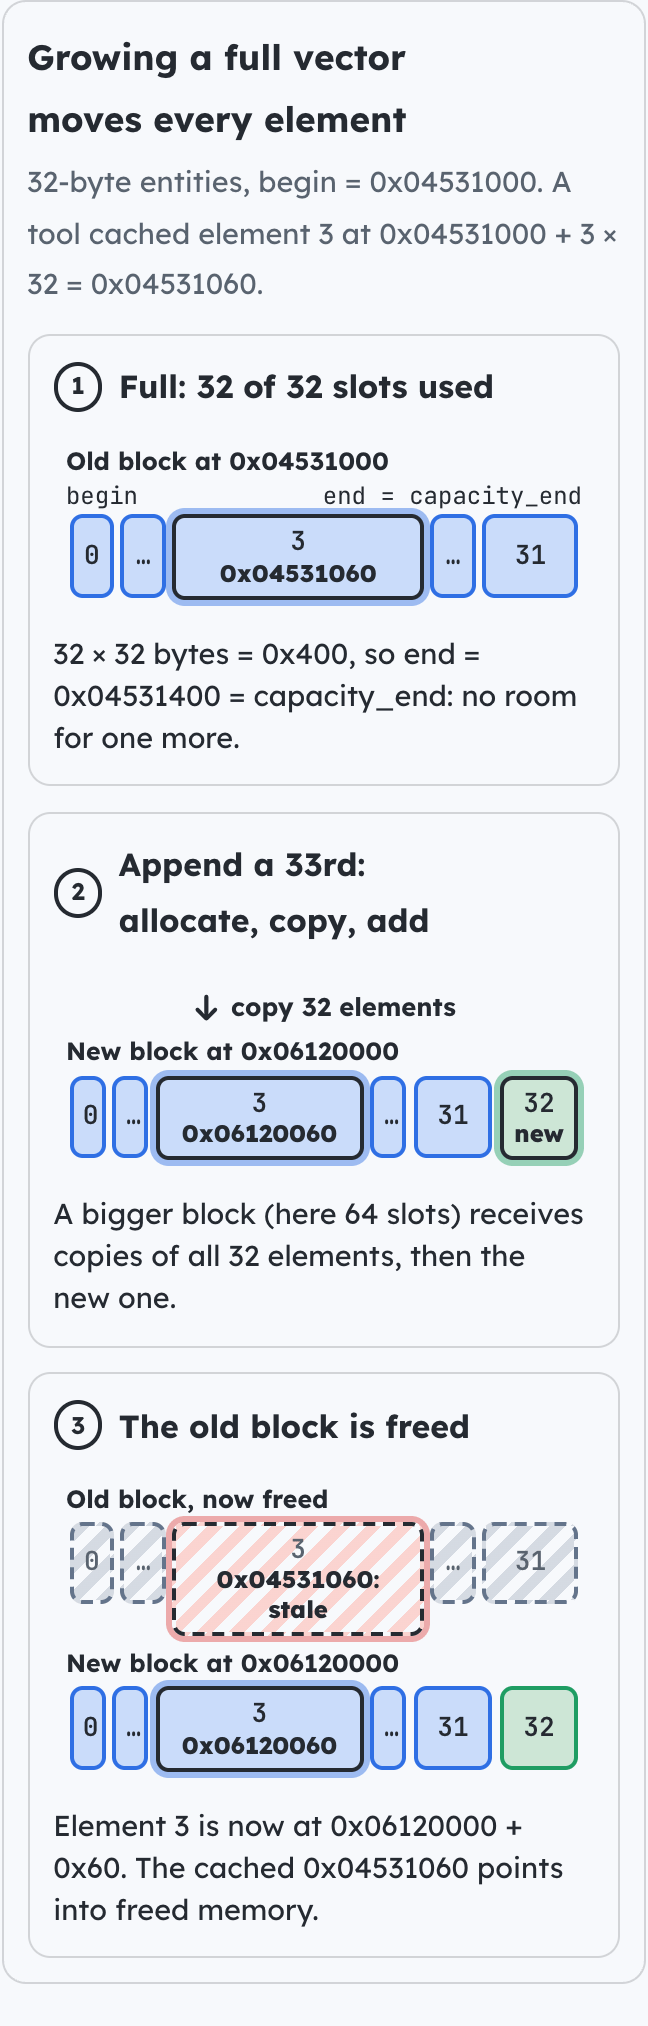 Growing a full vector
moves every element
32-byte entities, begin = 0x04531000. A
tool cached element 3 at 0x04531000 + 3 ×
32 = 0x04531060.
1 Full: 32 of 32 slots used
Old block at 0x04531000
begin end = capacity_end
0 … 3 … 31
0x04531060
32 × 32 bytes = 0x400, so end =
0x04531400 = capacity_end: no room
for one more.
2 Append a 33rd:
allocate, copy, add
↓ copy 32 elements
New block at 0x06120000
0 … 3 … 31 32
0x06120060 new
A bigger block (here 64 slots) receives
copies of all 32 elements, then the
new one.
3 The old block is freed
Old block, now freed
0 … 3 … 31
0x04531060:
stale
New block at 0x06120000
0 … 3 … 31 32
0x06120060
Element 3 is now at 0x06120000 +
0x60. The cached 0x04531060 points
into freed memory.